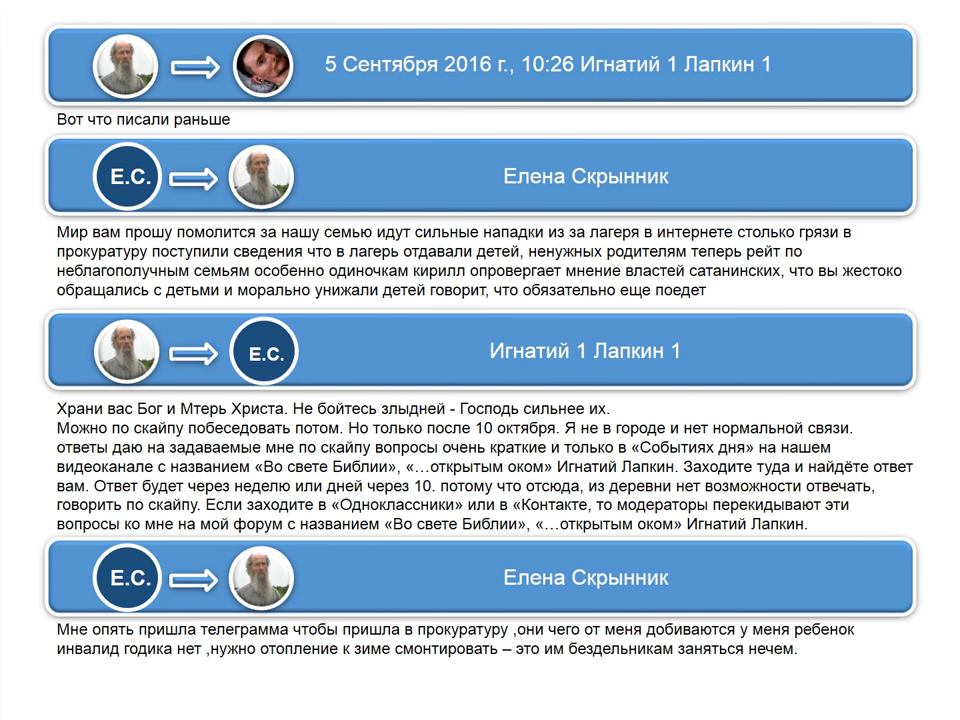 5 Сентября 2016 г., 10:26 Игнатий 1 Лапкин 1
Вот что писали раньше
Е.С.
Елена Скрынник
Мир вам прошу помолится за нашу семью идут сильные нападки из за лагеря в интернете столько грязи в
прокуратуру поступили сведения что в лагерь отдавали детей, ненужных родителям теперь рейт по
неблагополучным семьям особенно одиночкам кирилл опровергает мнение властей сатанинских, что вы жестоко
обращались с детьми и морально унижали детей говорит, что обязательно еще поедет
Е.С.
Игнатий 1 Лапкин 1
Храни вас Бог и Мтерь Христа. Не бойтесь злыдней - Господь сильнее их.
Можно по скайпу побеседовать потом. Но только после 10 октября. Я не в городе и нет нормальной связи.
ответы даю на задаваемые мне по скайпу вопросы очень краткие и только в «Событиях дня» на нашем
видеоканале с названием «Во свете Библии», «…открытым оком» Игнатий Лапкин. Заходите туда и найдёте ответ
вам. Ответ будет через неделю или дней через 10. потому что отсюда, из деревни нет возможности отвечать,
говорить по скайпу. Если заходите в «Одноклассники» или в «Контакте, то модераторы перекидывают эти
вопросы ко мне на мой форум с названием «Во свете Библии», «…открытым оком» Игнатий Лапкин.
Е.С.
Елена Скрынник
Мне опять пришла телеграмма чтобы пришла в прокуратуру ,они чего от меня добиваются у меня ребенок
инвалид годика нет ,нужно отопление к зиме смонтировать – это им бездельникам заняться нечем.